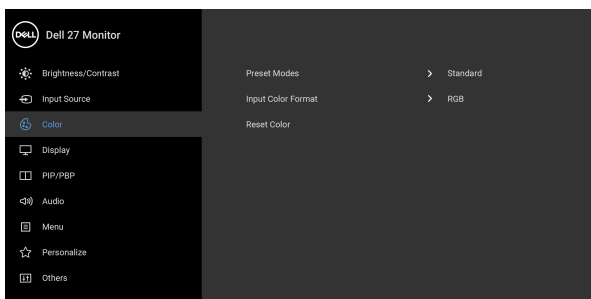 DELL Dell 27 Monitor
Brightness/Contrast
Preset Modes Standard
Input Source
Input Color Format RGB
Color
Reset Color
Display
PIP/PBP
Audio
Menu
Personalize
Others